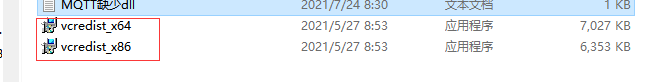 MQTT缺少dll 2021/7/24 8:30 文本文档 1 KB
vcredist_x64 2021/5/27 8:53 应用程序 7,027 KB
vcredist_x86 2021/5/27 8:53 应用程序 6,353 KB